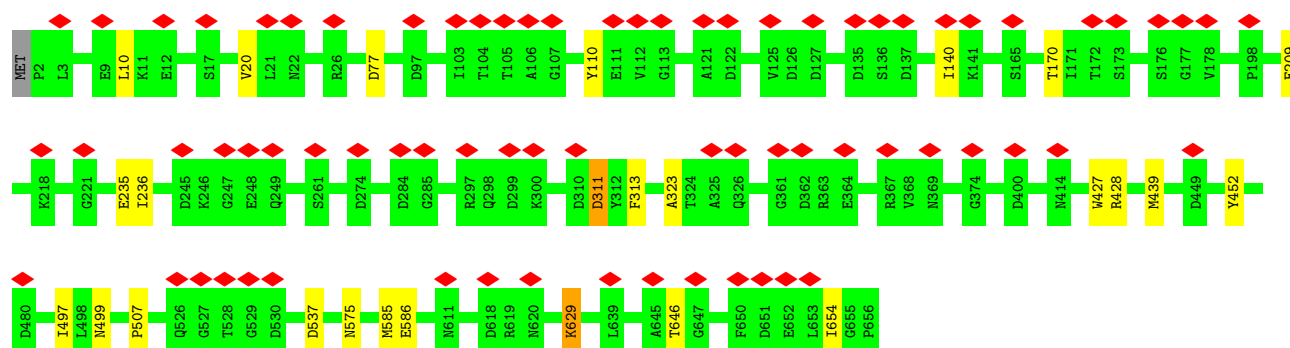 MET P2 L3 E9 L10 K11 E12 S17 V20 L21 N22 R26 D77 D97 I103 T104 T105 A106 G107 Y110 E111 V112 G113 A121 D122 V125 D126 D127 D135 S136 D137 I140 K141 S165 T170 I171 T172 S173 S176 G177 V178 P198 E209
K218 G221 E235 I236 D245 K246 G247 E248 Q249 S261 D274 D284 G285 R297 Q298 D299 K300 D310 D311 Y312 F313 A323 T324 A325 Q326 G361 D362 R363 E364 R367 V368 N369 G374 D400 N414 W427 R428 M439 D449 Y452
D480 I497 L498 N499 P507 Q526 G527 T528 G529 D530 D537 N575 M585 E586 N611 D618 R619 N620 K629 L639 A645 T646 G647 F650 D651 E652 L653 I654 G655 P656